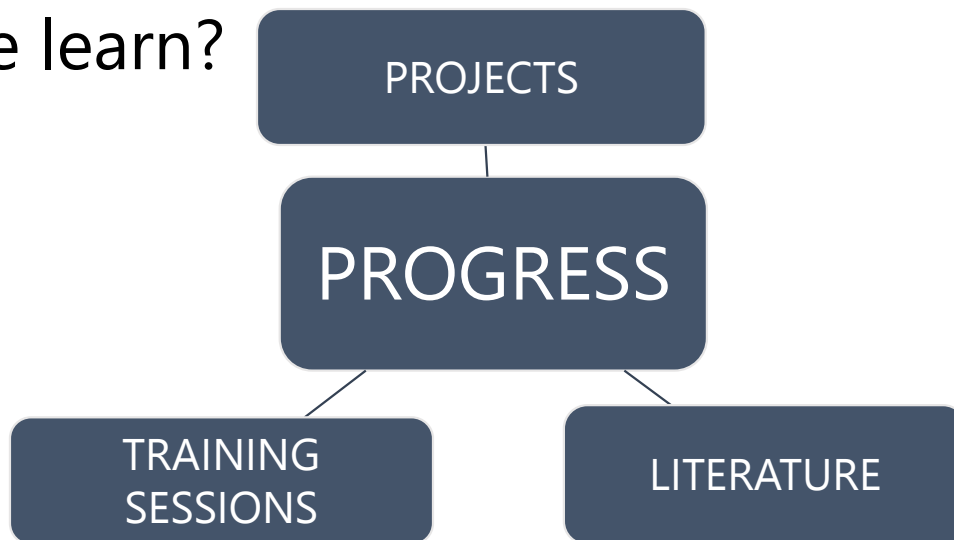 e learn?
PROJECTS
PROGRESS
TRAINING
SESSIONS
LITERATURE